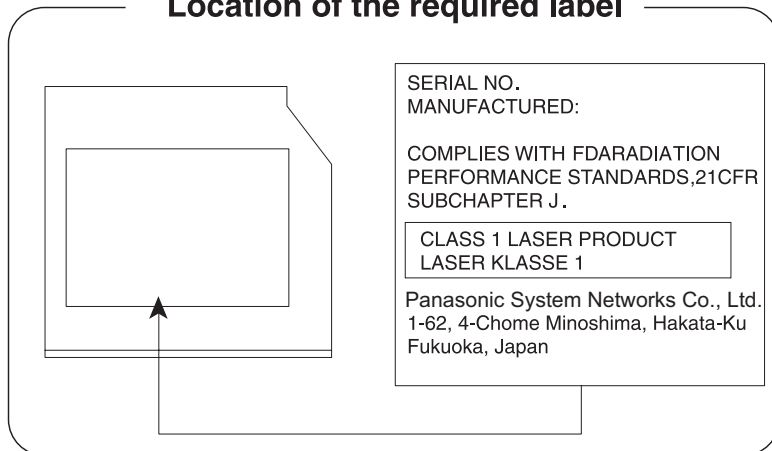 Location of the required label
SERIAL NO.
MANUFACTURED:
COMPLIES WITH FDARADIATION
PERFORMANCE STANDARDS,21CFR
SUBCHAPTER J.
CLASS 1 LASER PRODUCT
LASER KLASSE 1
Panasonic System Networks Co., Ltd.
1-62, 4-Chome Minoshima, Hakata-Ku
Fukuoka, Japan